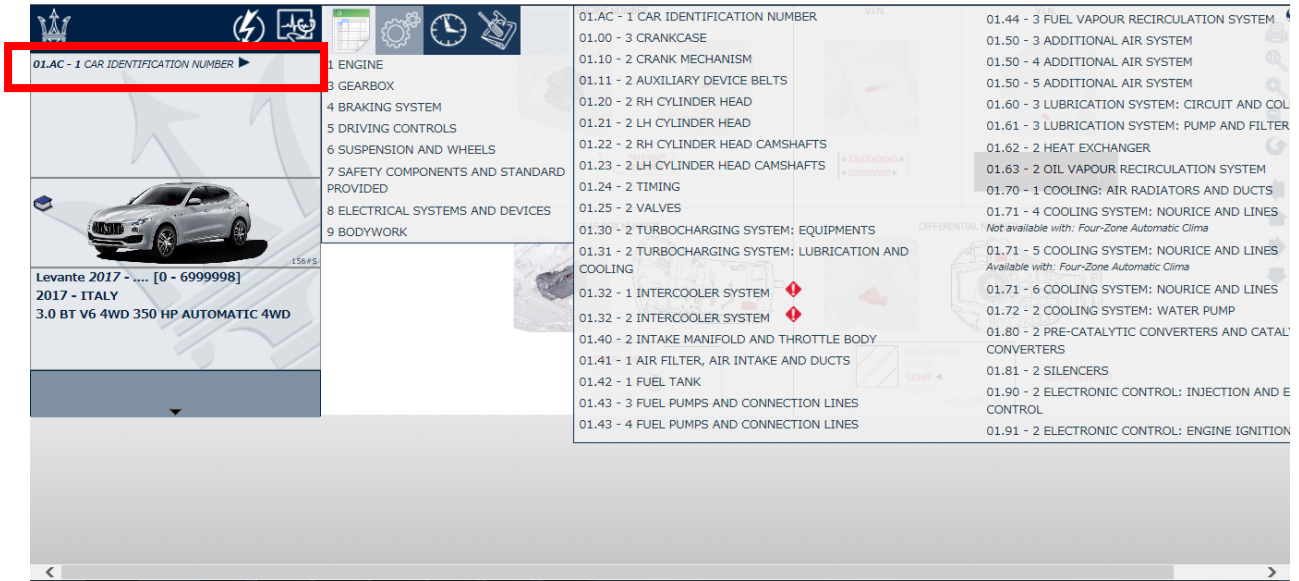 01.AC - 1 CAR IDENTIFICATION NUMBER
156#S
Levante 2017 - .... [0 - 6999998]
2017 - ITALY
3.0 BT V6 4WD 350 HP AUTOMATIC 4WD
1 ENGINE
3 GEARBOX
4 BRAKING SYSTEM
5 DRIVING CONTROLS
6 SUSPENSION AND WHEELS
7 SAFETY COMPONENTS AND STANDARD
PROVIDED
8 ELECTRICAL SYSTEMS AND DEVICES
9 BODYWORK
01.AC - 1 CAR IDENTIFICATION NUMBER
01.00 - 3 CRANKCASE
01.10 - 2 CRANK MECHANISM
01.11 - 2 AUXILIARY DEVICE BELTS
01.20 - 2 RH CYLINDER HEAD
01.21 - 2 LH CYLINDER HEAD
01.22 - 2 RH CYLINDER HEAD CAMSHAFTS
01.23 - 2 LH CYLINDER HEAD CAMSHAFTS
01.24 - 2 TIMING
01.25 - 2 VALVES
01.30 - 2 TURBOCHARGING SYSTEM: EQUIPMENTS
01.31 - 2 TURBOCHARGING SYSTEM: LUBRICATION AND
COOLING
01.32 - 1 INTERCOOLER SYSTEM
01.32 - 2 INTERCOOLER SYSTEM
01.40 - 2 INTAKE MANIFOLD AND THROTTLE BODY
01.41 - 1 AIR FILTER, AIR INTAKE AND DUCTS
01.42 - 1 FUEL TANK
01.43 - 3 FUEL PUMPS AND CONNECTION LINES
01.43 - 4 FUEL PUMPS AND CONNECTION LINES
V.I.N.
DIFFERENTIAL N
12345
01.44 - 3 FUEL VAPOUR RECIRCULATION SYSTEM
01.50 - 3 ADDITIONAL AIR SYSTEM
01.50 - 4 ADDITIONAL AIR SYSTEM
01.50 - 5 ADDITIONAL AIR SYSTEM
01.60 - 3 LUBRICATION SYSTEM: CIRCUIT AND COL
01.61 - 3 LUBRICATION SYSTEM: PUMP AND FILTER
01.62 - 2 HEAT EXCHANGER
01.63 - 2 OIL VAPOUR RECIRCULATION SYSTEM
01.70 - 1 COOLING: AIR RADIATORS AND DUCTS
01.71 - 4 COOLING SYSTEM: NOURICE AND LINES
Not available with: Four-Zone Automatic Clima
01.71 - 5 COOLING SYSTEM: NOURICE AND LINES
Available with: Four-Zone Automatic Clima
01.71 - 6 COOLING SYSTEM: NOURICE AND LINES
01.72 - 2 COOLING SYSTEM: WATER PUMP
01.80 - 2 PRE-CATALYTIC CONVERTERS AND CATALY
CONVERTERS
01.81 - 2 SILENCERS
01.90 - 2 ELECTRONIC CONTROL: INJECTION AND E
CONTROL
01.91 - 2 ELECTRONIC CONTROL: ENGINE IGNITION